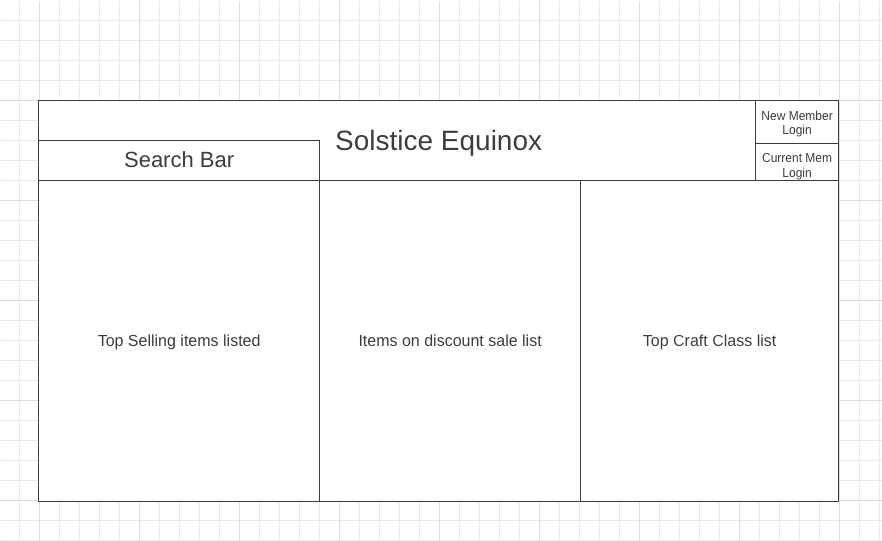 Solstice Equinox
New Member
Login
Search Bar
Current Mem
Login
Top Selling items listed
Items on discount sale list
Top Craft Class list